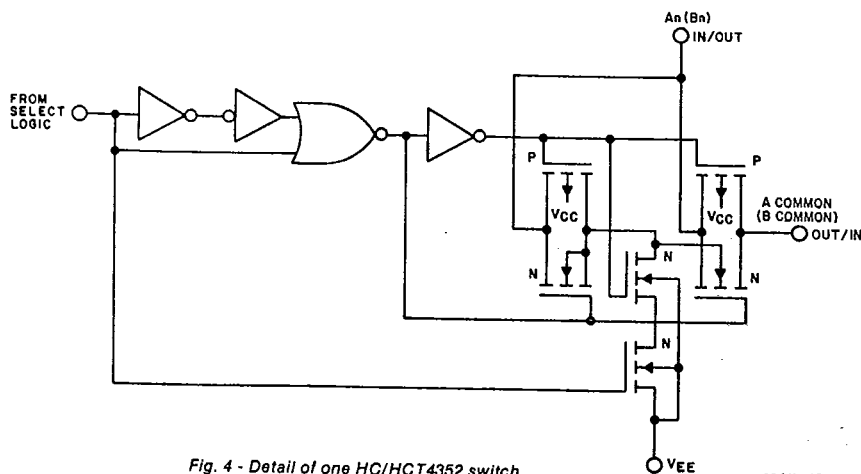 An (Bn)
IN/OUT
FROM
SELECT
LOGIC
P
P
VCC
VCC
A COMMON
(B COMMON)
OUT/IN
N
N
N
N
VEE
Fig. 4 - Detail of one HC/HCT4352 switch